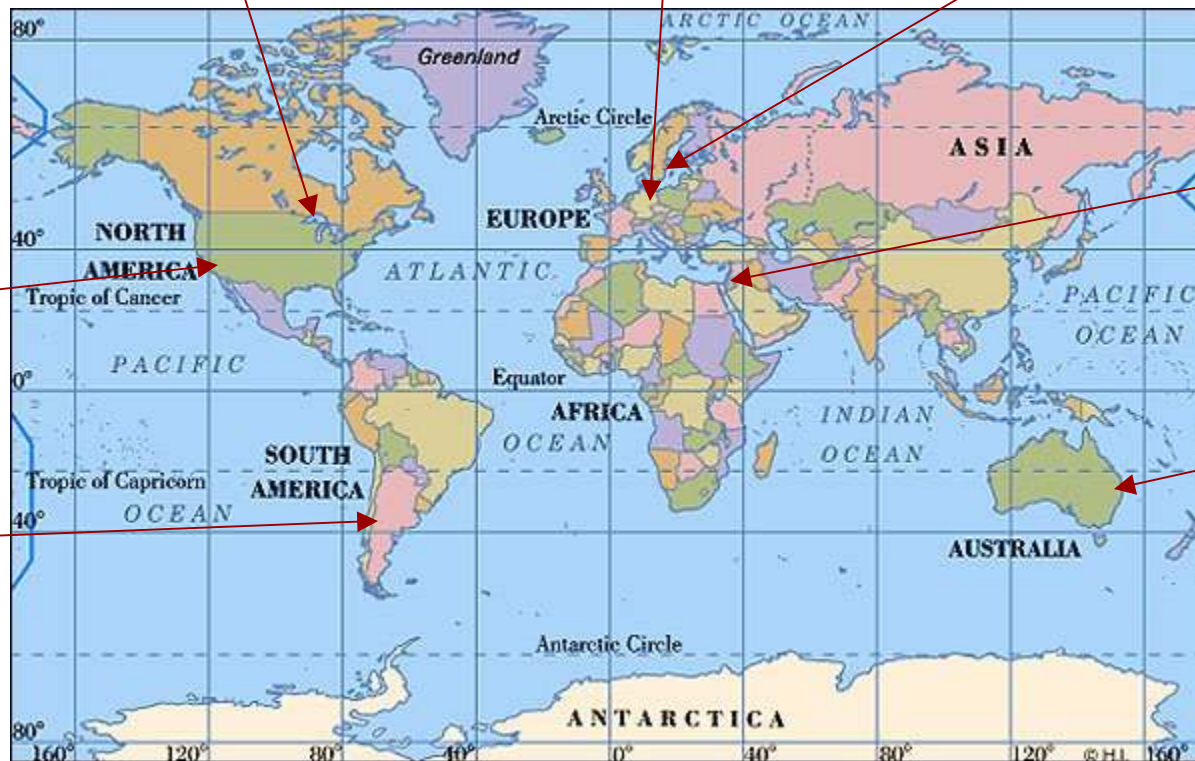 80°
ARCTIC OCEAN
Greenland
Arctic Circle
ASIA
NORTH
AMERICA
EUROPE
40°
ATLANTIC
Tropic of Cancer
PACIFIC
OCEAN
PACIFIC
0°
Equator
AFRICA
OCEAN
INDIAN
OCEAN
SOUTH
AMERICA
Tropic of Capricorn
OCEAN
40°
AUSTRALIA
Antarctic Circle
ANTARCTICA
80°
160° 120° 80° 40° 0° 40° 80° 120° © H.I. 160°